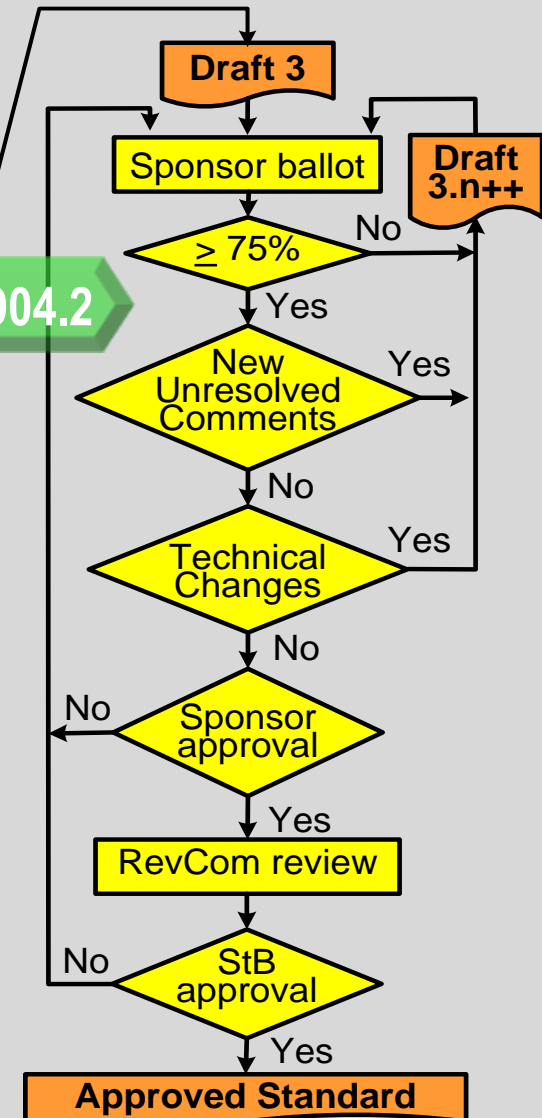 Draft 3
Sponsor ballot
Draft
3.n++
≥ 75%
No
Yes
004.2
New
Unresolved
Comments
Yes
No
Technical
Changes
Yes
No
Sponsor
approval
No
Yes
RevCom review
StB
approval
No
Yes
Approved Standard